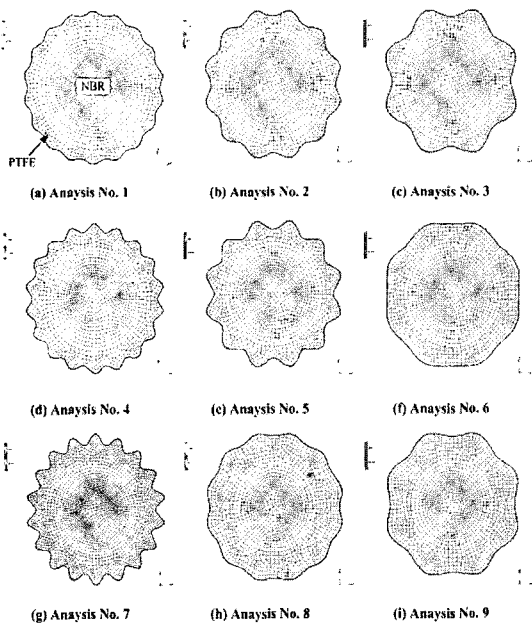 NBR
PTFE
(a) Anaysis No. 1
(b) Anaysis No. 2
(c) Anaysis No. 3
(d) Anaysis No. 4
(e) Anaysis No. 5
(f) Anaysis No. 6
(g) Anaysis No. 7
(h) Anaysis No. 8
(i) Anaysis No. 9